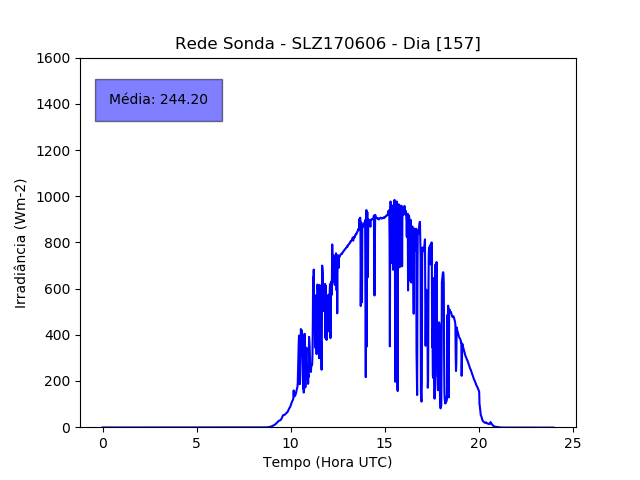 Rede Sonda - SLZ170606 - Dia [157]
1600
1400
1200
1000
800
600
400
200
0
Média: 244.20
Irradiância (Wm-2)
0 5 10 15 20 25
Tempo (Hora UTC)